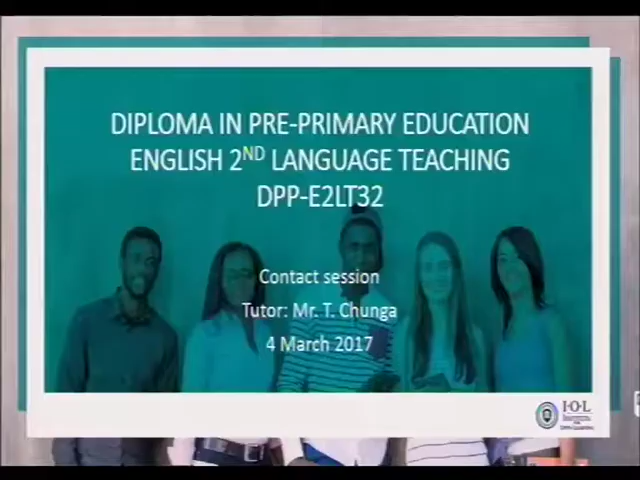 DIPLOMA IN PRE-PRIMARY EDUCATION
ENGLISH 2ND LANGUAGE TEACHING
DPP-E2LT32
Contact session
Tutor: Mr. T. Chunga
4 March 2017
I·O·L